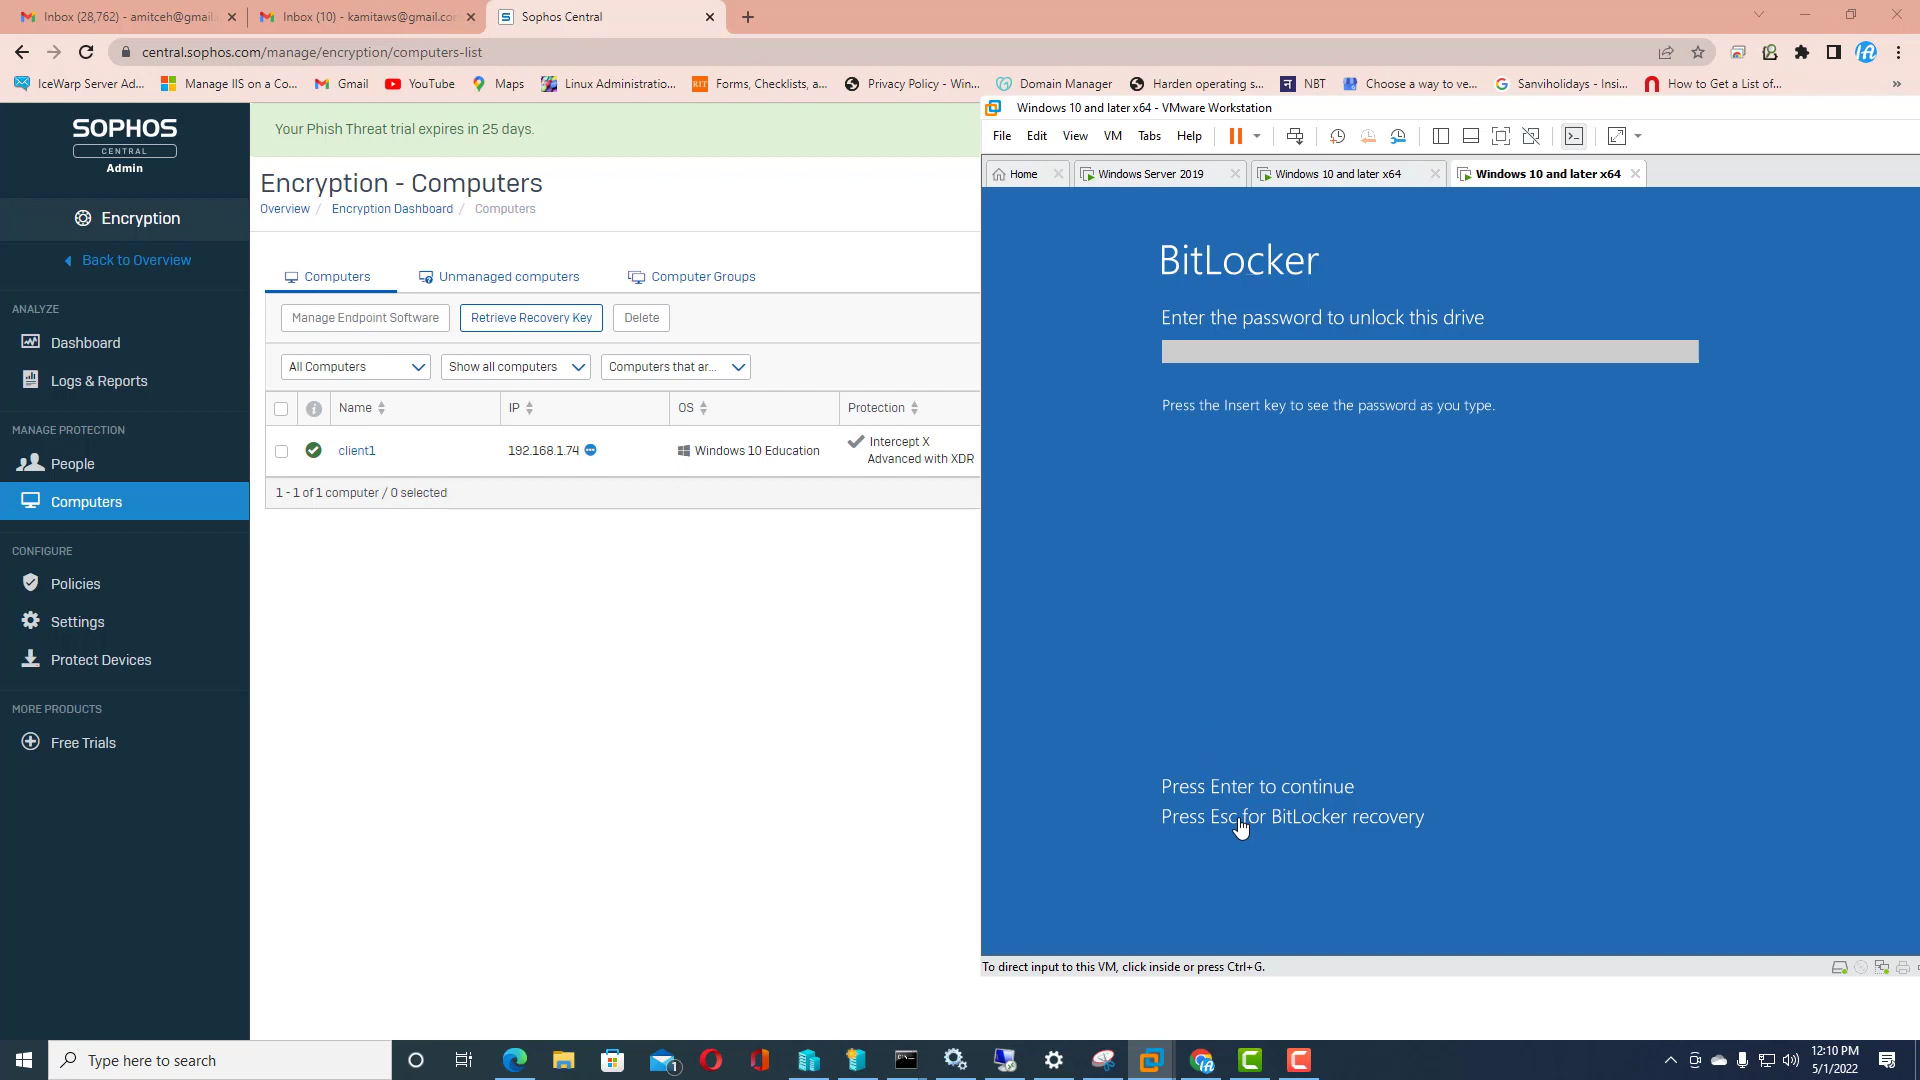 Inbox (28,762) - amitceh@gmail.
Inbox (10) - kamitaws@gmail.co
Sophos Central
central.sophos.com/manage/encryption/computers-list
IceWarp Server Ad...
Manage IIS on a Co...
Gmail
YouTube
Maps
Linux Administratio...
RIT
Forms, Checklists, a...
Privacy Policy - Win...
Domain Manager
Harden operating s...
NBT
Choose a way to ve...
Sanviholidays - Insi...
How to Get a List of...
»
SOPHOS
CENTRAL
Admin
Encryption
Back to Overview
ANALYZE
Dashboard
Logs & Reports
MANAGE PROTECTION
People
Computers
CONFIGURE
Policies
Settings
Protect Devices
MORE PRODUCTS
Free Trials
Your Phish Threat trial expires in 25 days.
Encryption - Computers
Overview / Encryption Dashboard / Computers
Computers
Unmanaged computers
Computer Groups
Manage Endpoint Software
Retrieve Recovery Key
Delete
All Computers
Show all computers
Computers that ar...
Name
IP
OS
Protection
client1
192.168.1.74
Windows 10 Education
Intercept X
Advanced with XDR
1 - 1 of 1 computer / 0 selected
Windows 10 and later x64 - VMware Workstation
File Edit View VM Tabs Help
Home
Windows Server 2019
Windows 10 and later x64
Windows 10 and later x64
BitLocker
Enter the password to unlock this drive
Press the Insert key to see the password as you type.
Press Enter to continue
Press Esc for BitLocker recovery
To direct input to this VM, click inside or press Ctrl+G.
Type here to search
1
12:10 PM
5/1/2022